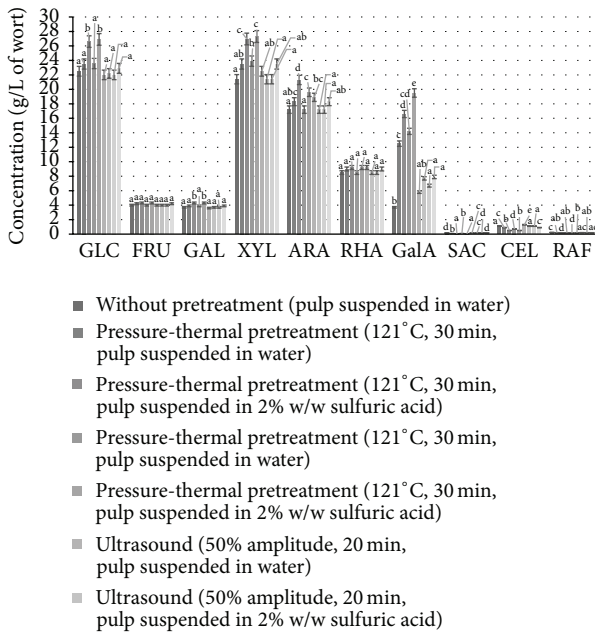 Concentration (g/L of wort)
30
28
26
24
22
20
18
16
14
12
10
8
6
4
2
0
GLC FRU GAL XYL ARA RHA GalA SAC CEL RAF
Without pretreatment (pulp suspended in water)
Pressure-thermal pretreatment (121°C, 30 min,
pulp suspended in water)
Pressure-thermal pretreatment (121°C, 30 min,
pulp suspended in 2% w/w sulfuric acid)
Pressure-thermal pretreatment (121°C, 30 min,
pulp suspended in water)
Pressure-thermal pretreatment (121°C, 30 min,
pulp suspended in 2% w/w sulfuric acid)
Ultrasound (50% amplitude, 20 min,
pulp suspended in water)
Ultrasound (50% amplitude, 20 min,
pulp suspended in 2% w/w sulfuric acid)